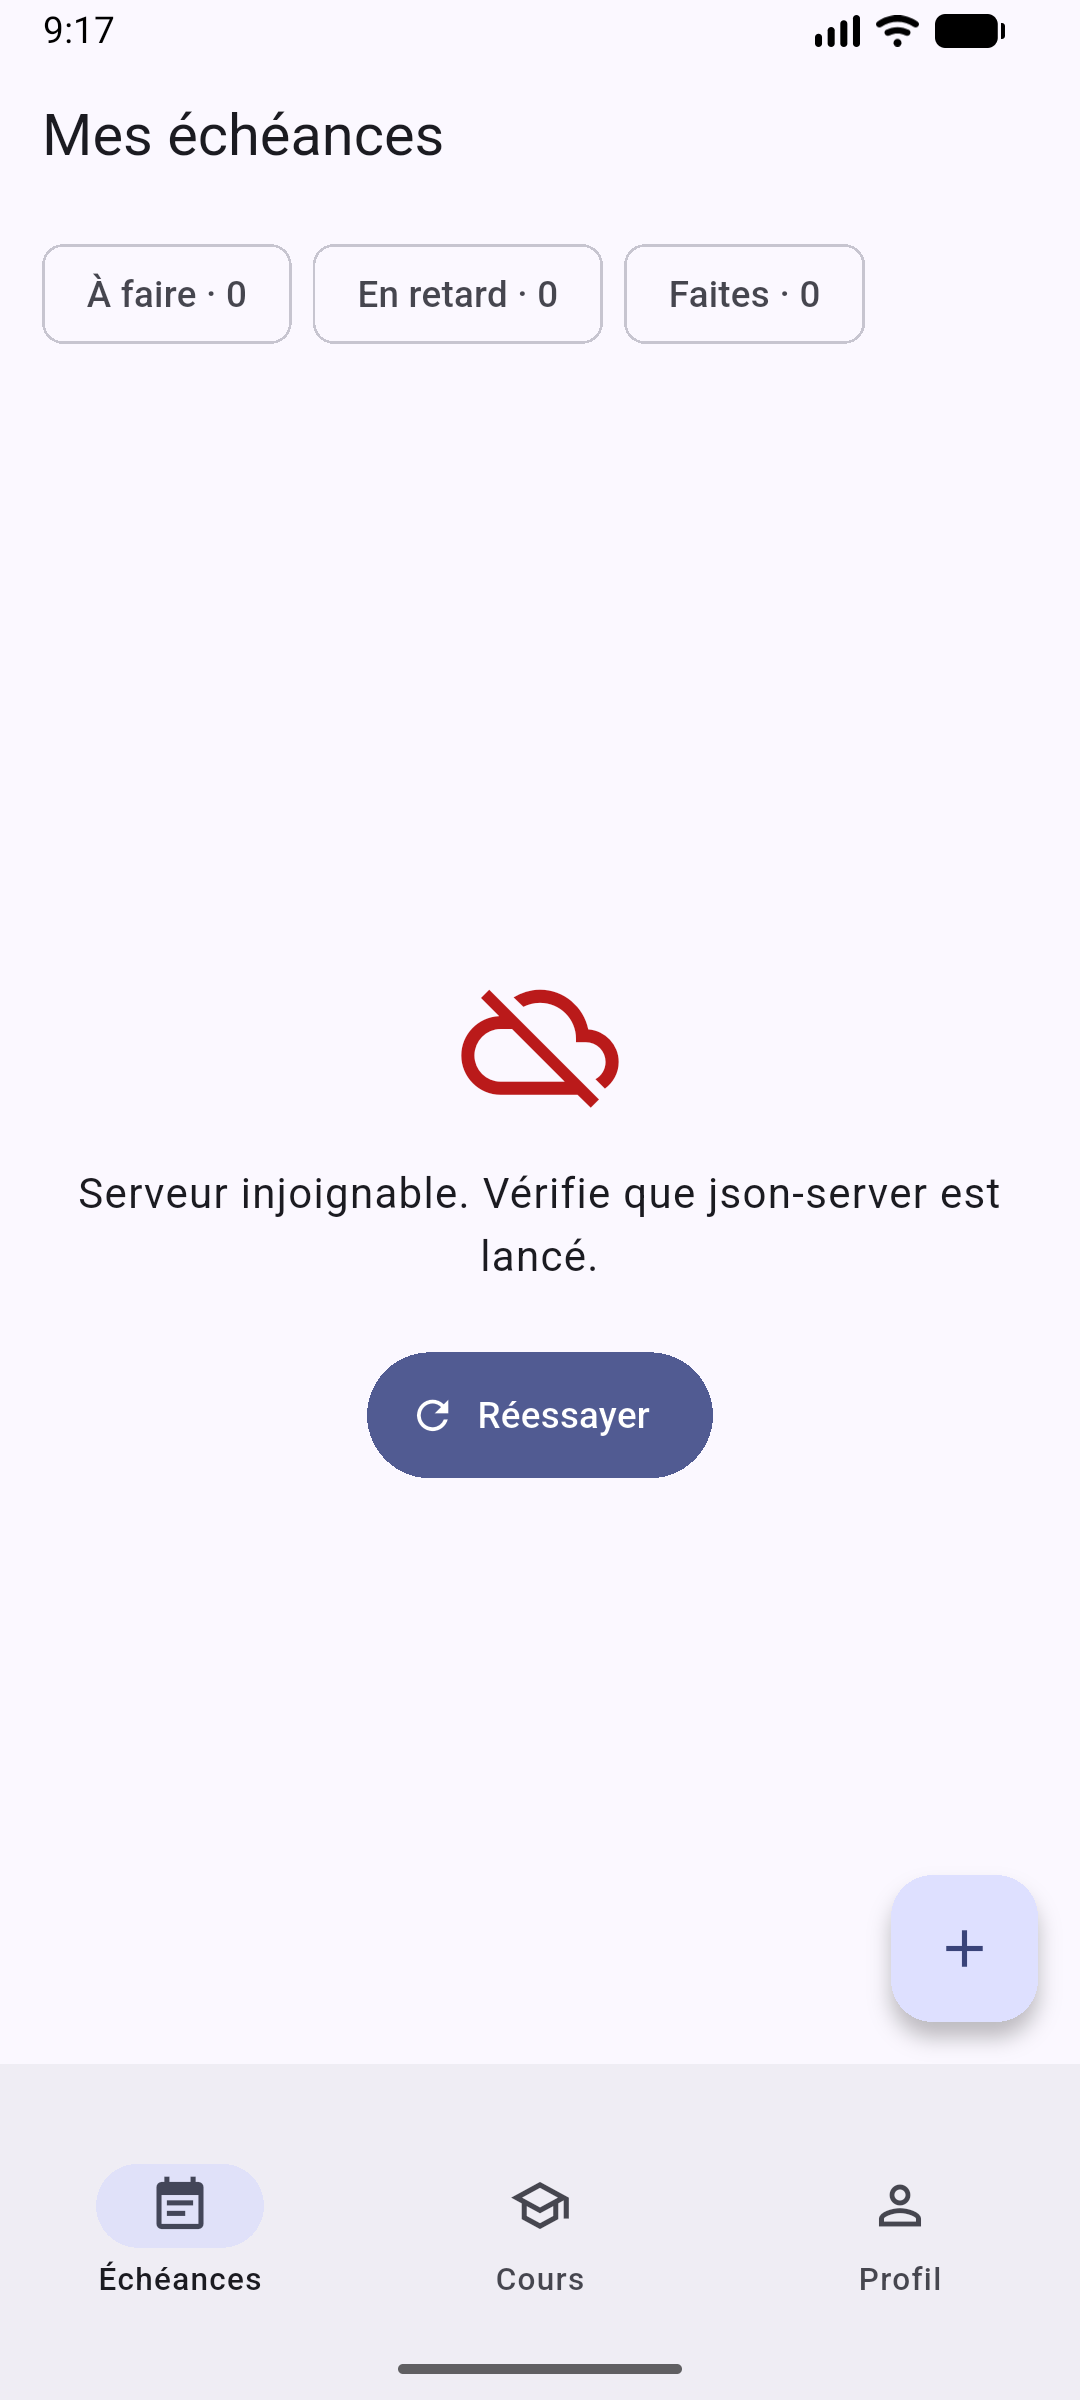 9:17
Mes échéances
À faire · 0
En retard · 0
Faites · 0
Serveur injoignable. Vérifie que json-server est
lancé.
Réessayer
Échéances
Cours
Profil